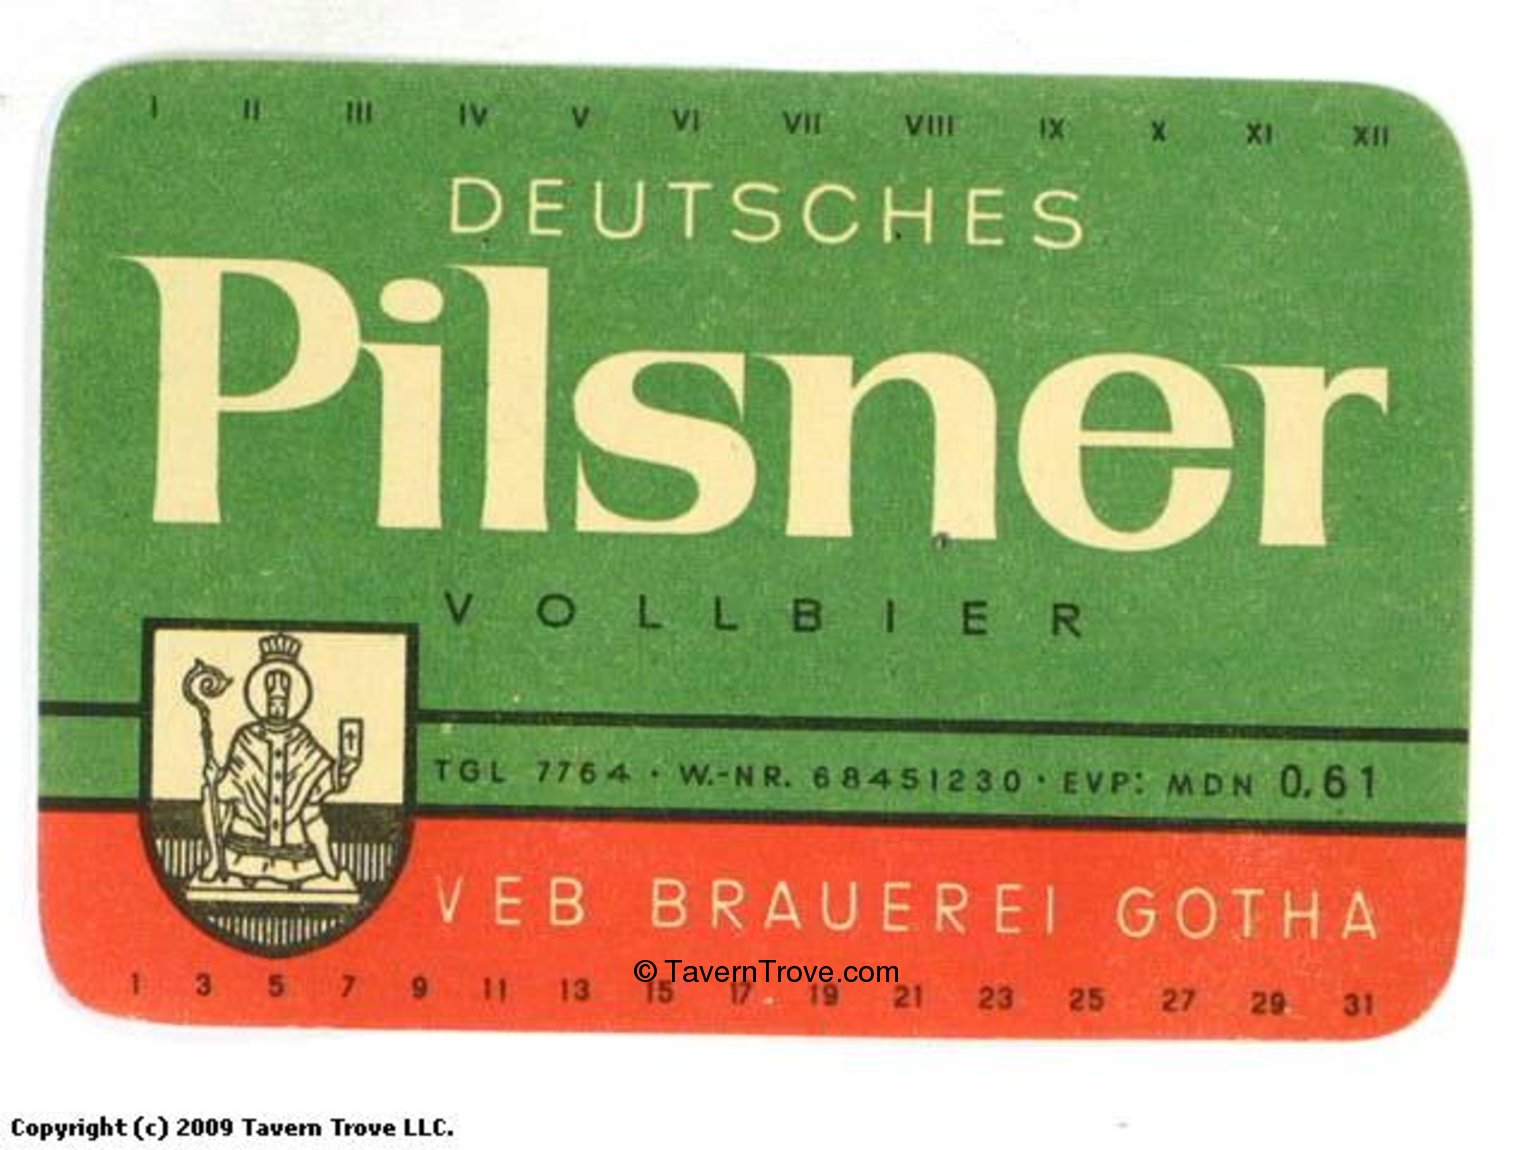 I II III IV V VI VII VIII IX X XI XII
DEUTSCHES
Pilsner
VOLLBIER
TGL 7764 · W.-NR. 68451230 · EVP: MDN 0,61
VEB BRAUEREI GOTHA
© TavernTrove.com
1 3 5 7 9 11 13 15 17 19 21 23 25 27 29 31
Copyright (c) 2009 Tavern Trove LLC.